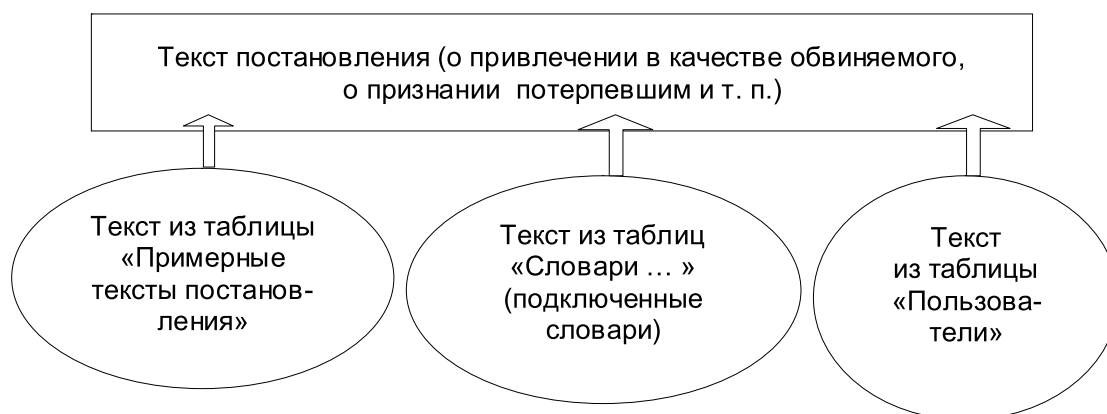 Текст постановления (о привлечении в качестве обвиняемого,
о признании потерпевшим и т. п.)
Текст из таблицы
«Примерные
тексты постанов-
ления»
Текст из таблиц
«Словари … »
(подключенные
словари)
Текст
из таблицы
«Пользова-
тели»